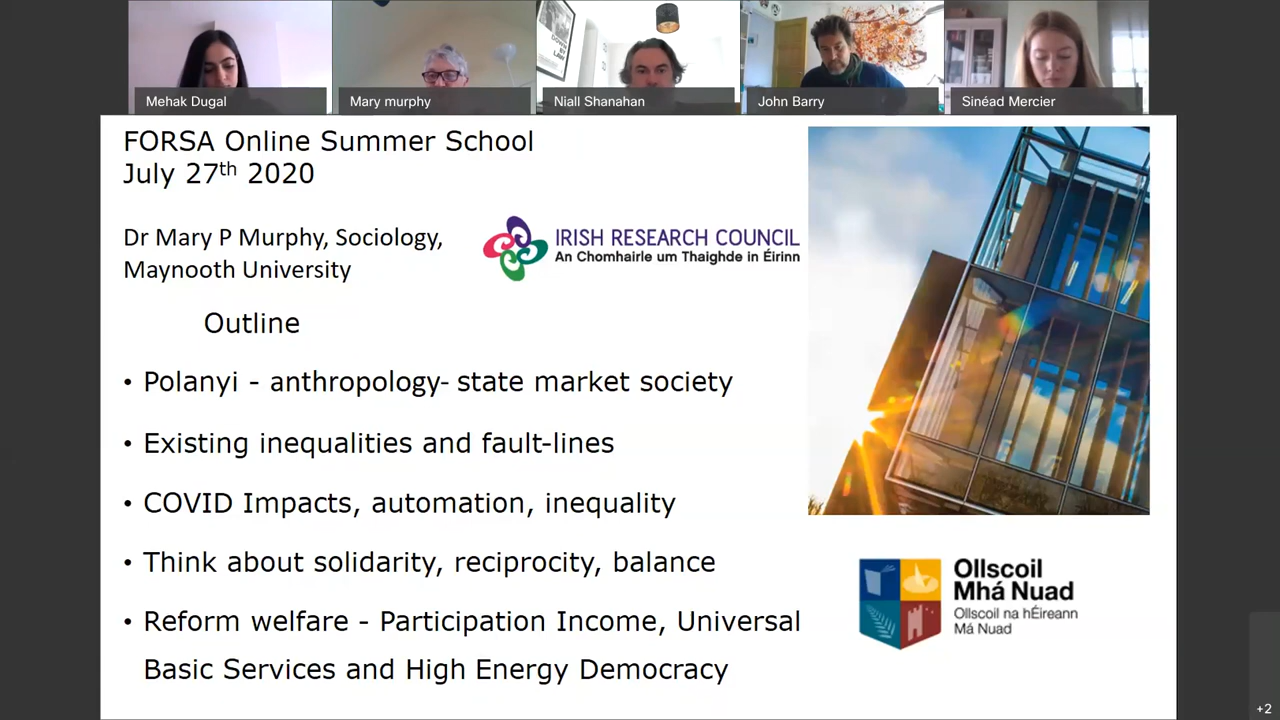 Mehak Dugal
Mary murphy
Niall Shanahan
John Barry
Sinéad Mercier
FORSA Online Summer School
July 27th 2020
Dr Mary P Murphy, Sociology,
Maynooth University
IRISH RESEARCH COUNCIL
An Chomhairle um Thaighde in Éirinn
Outline
• Polanyi - anthropology- state market society
• Existing inequalities and fault-lines
• COVID Impacts, automation, inequality
• Think about solidarity, reciprocity, balance
• Reform welfare - Participation Income, Universal
Basic Services and High Energy Democracy
Ollscoil
Mhá Nuad
Ollscoil na hÉireann
Má Nuad
+2